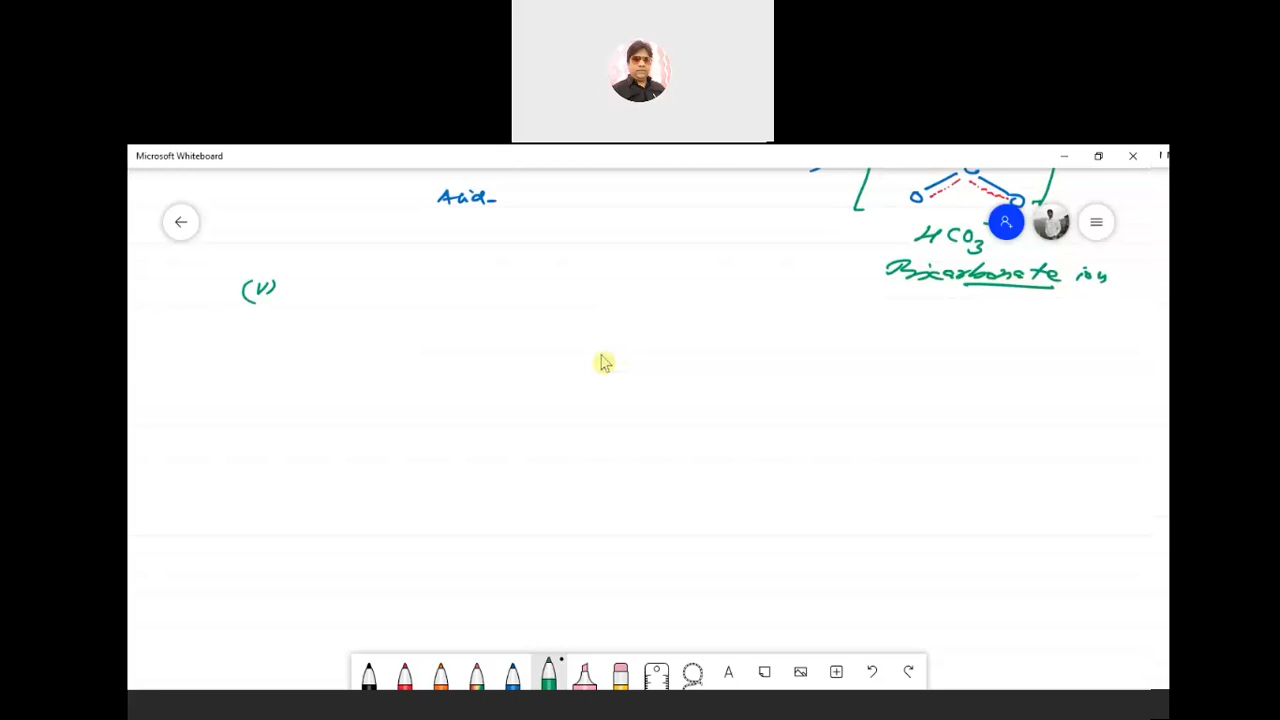 Microsoft Whiteboard
Acid-
O O
HCO3-
Bicarbonate ion
(V)
A